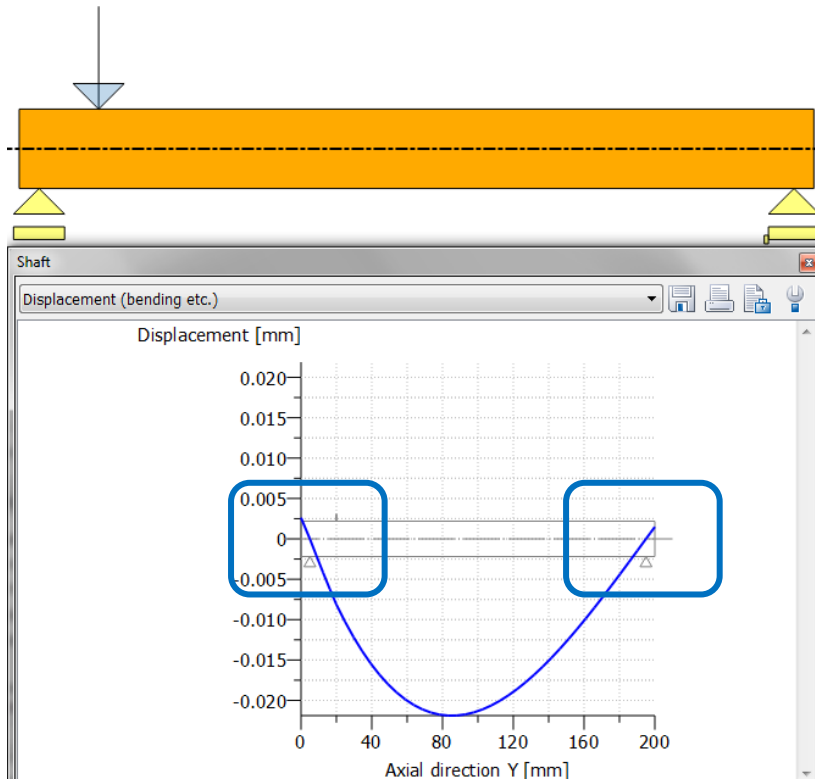 Shaft
Displacement (bending etc.)
Displacement [mm]
0.020
0.015
0.010
0.005
0
-0.005
-0.010
-0.015
-0.020
0 40 80 120 160 200
Axial direction Y [mm]